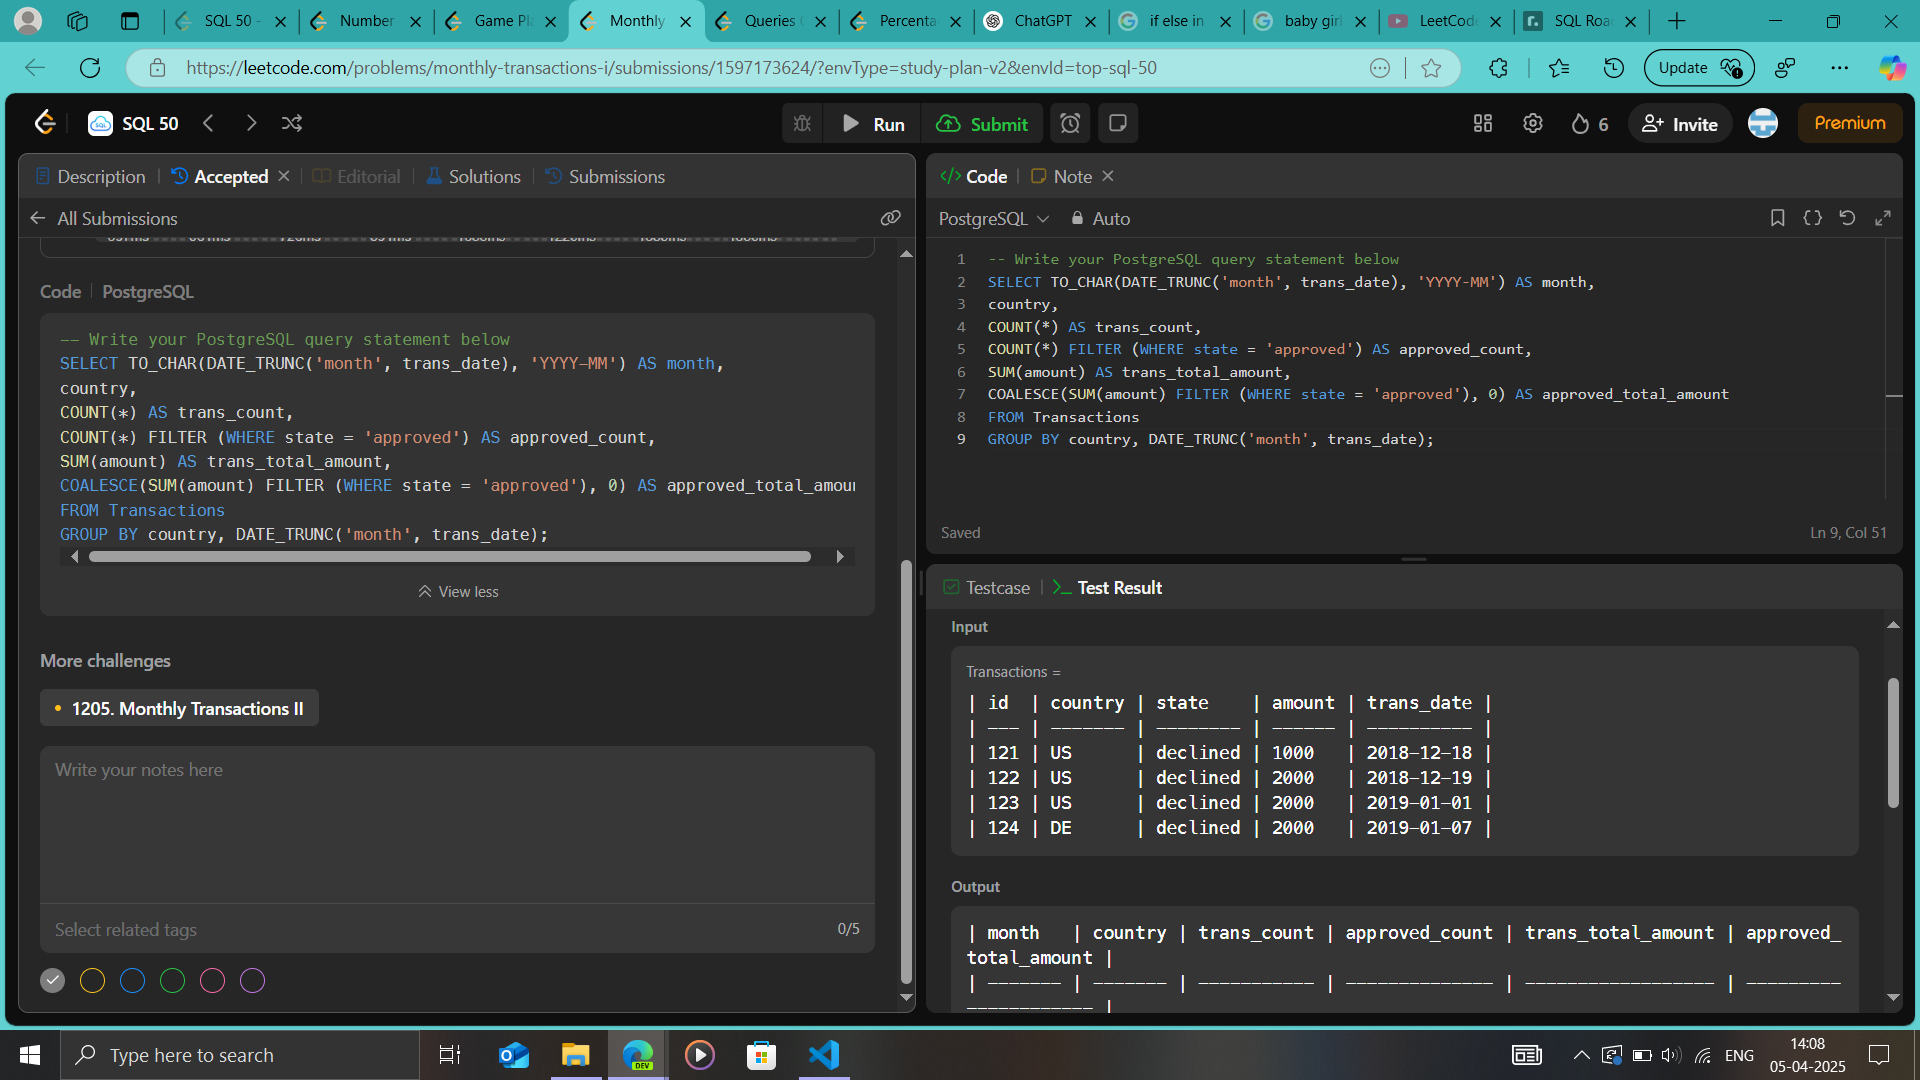 SQL 50 -
Number
Game Pl
Monthly
Queries
Percenta
ChatGPT
if else in
baby girl
LeetCod
SQL Roa
https://leetcode.com/problems/monthly-transactions-i/submissions/1597173624/?envType=study-plan-v2&envId=top-sql-50
Update
SQL 50
Run
Submit
6
Invite
Premium
Description
Accepted
Editorial
Solutions
Submissions
All Submissions
Code
PostgreSQL
-- Write your PostgreSQL query statement below
SELECT TO_CHAR(DATE_TRUNC('month', trans_date), 'YYYY-MM') AS month,
country,
COUNT(*) AS trans_count,
COUNT(*) FILTER (WHERE state = 'approved') AS approved_count,
SUM(amount) AS trans_total_amount,
COALESCE(SUM(amount) FILTER (WHERE state = 'approved'), 0) AS approved_total_amoun
FROM Transactions
GROUP BY country, DATE_TRUNC('month', trans_date);
View less
More challenges
• 1205. Monthly Transactions II
Write your notes here
Select related tags
0/5
Code
Note
PostgreSQL
Auto
1 -- Write your PostgreSQL query statement below
2 SELECT TO_CHAR(DATE_TRUNC('month', trans_date), 'YYYY-MM') AS month,
3 country,
4 COUNT(*) AS trans_count,
5 COUNT(*) FILTER (WHERE state = 'approved') AS approved_count,
6 SUM(amount) AS trans_total_amount,
7 COALESCE(SUM(amount) FILTER (WHERE state = 'approved'), 0) AS approved_total_amount
8 FROM Transactions
9 GROUP BY country, DATE_TRUNC('month', trans_date);
Saved
Ln 9, Col 51
Testcase
Test Result
Input
Transactions =
| id | country | state | amount | trans_date |
| --- | ------- | -------- | ------ | ---------- |
| 121 | US | declined | 1000 | 2018-12-18 |
| 122 | US | declined | 2000 | 2018-12-19 |
| 123 | US | declined | 2000 | 2019-01-01 |
| 124 | DE | declined | 2000 | 2019-01-07 |
Output
| month | country | trans_count | approved_count | trans_total_amount | approved_
total_amount |
| ------- | ------- | ----------- | -------------- | ------------------ | ---------
------------ |
Type here to search
DEV
ENG
14:08
05-04-2025